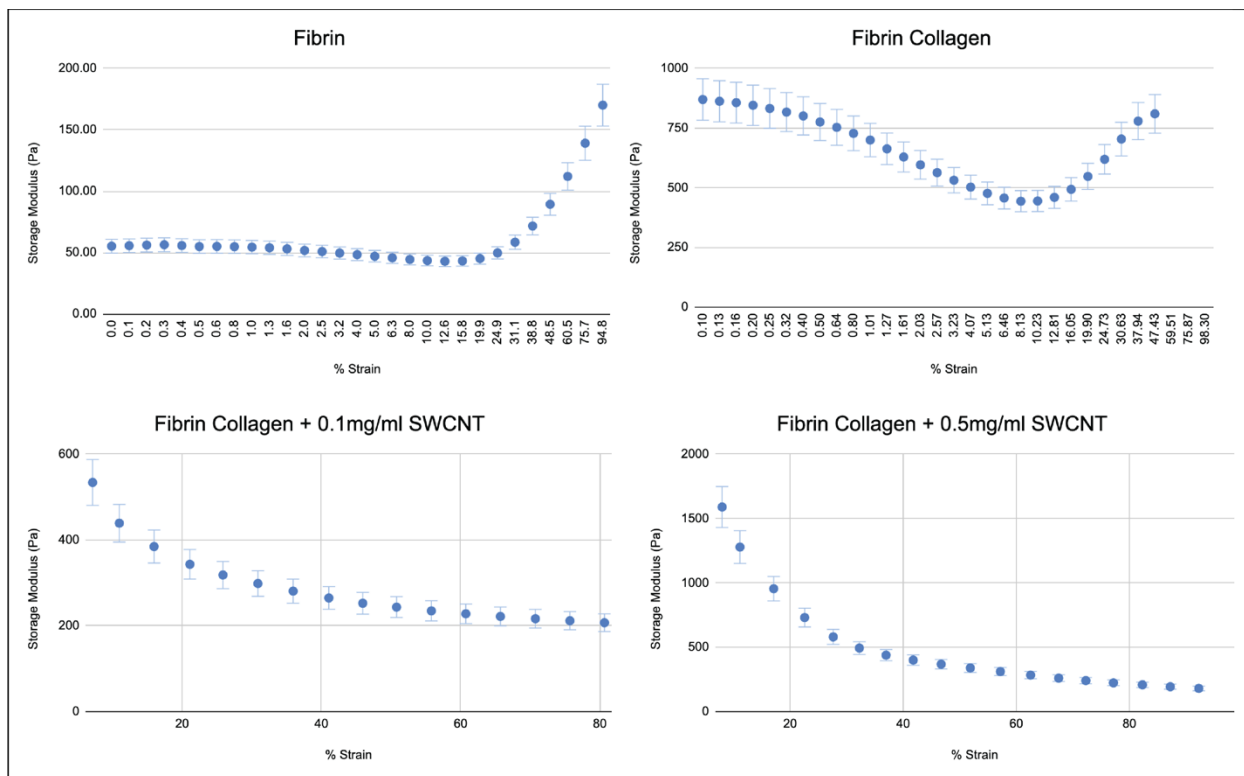 Fibrin
Storage Modulus (Pa)
200.00
150.00
100.00
50.00
0.00
0.0 0.1 0.2 0.3 0.4 0.5 0.6 0.8 1.0 1.3 1.6 2.0 2.5 3.2 4.0 5.0 6.3 8.0 10.0 12.6 15.8 19.9 24.9 31.1 38.8 48.5 60.5 75.7 94.8
% Strain
Fibrin Collagen
Storage Modulus (Pa)
1000
750
500
250
0
0.10 0.13 0.16 0.20 0.25 0.32 0.40 0.50 0.64 0.80 1.01 1.27 1.61 2.03 2.57 3.23 4.07 5.13 6.46 8.13 10.23 12.81 16.05 19.90 24.73 30.63 37.94 47.43 59.51 75.87 98.30
% Strain
Fibrin Collagen + 0.1mg/ml SWCNT
Storage Modulus (Pa)
600
400
200
0
20 40 60 80
% Strain
Fibrin Collagen + 0.5mg/ml SWCNT
Storage Modulus (Pa)
2000
1500
1000
500
0
20 40 60 80
% Strain